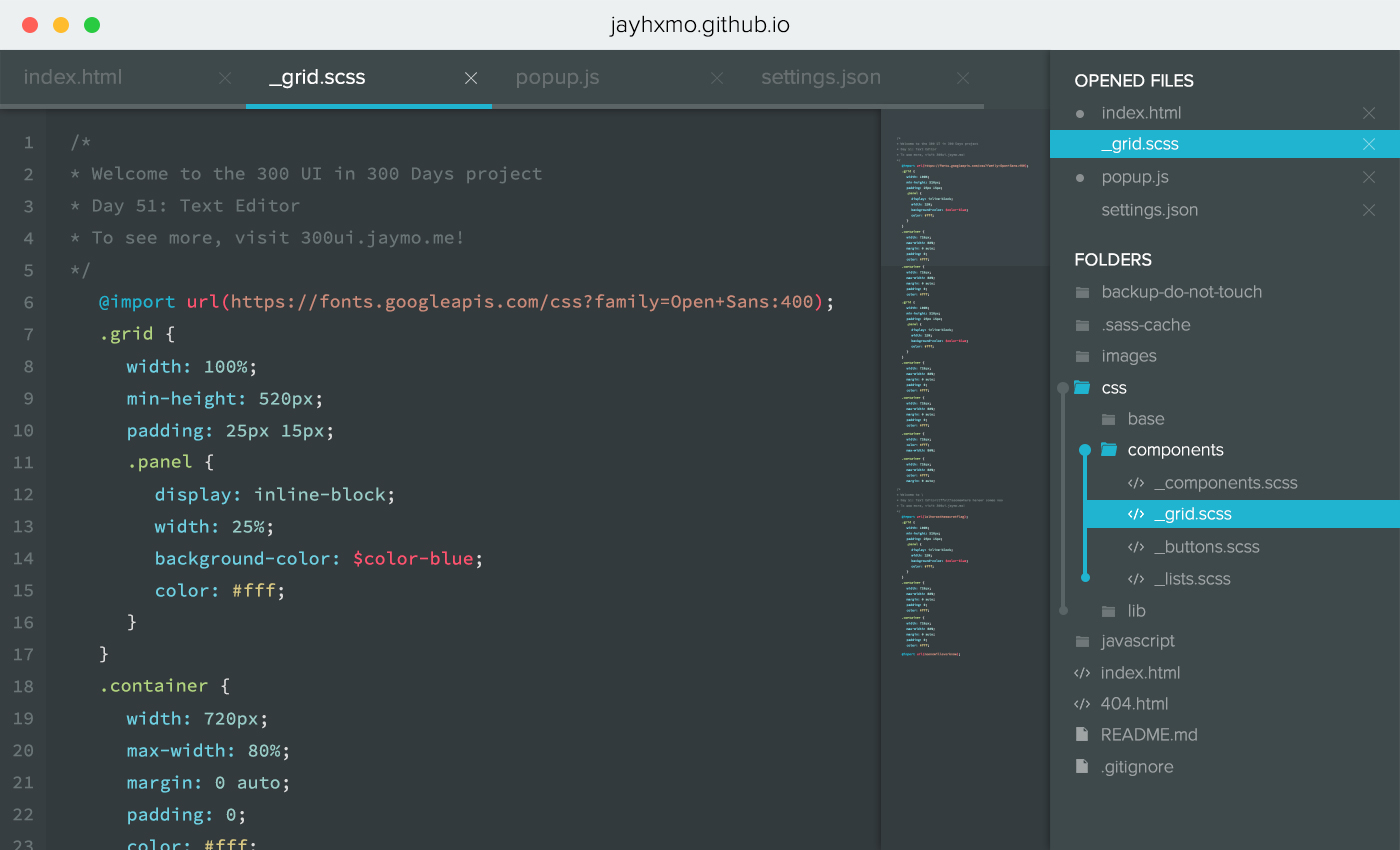 jayhxmo.github.io
index.html
_grid.scss
popup.js
settings.json
1 /*
2 * Welcome to the 300 UI in 300 Days project
3 * Day 51: Text Editor
4 * To see more, visit 300ui.jaymo.me!
5 */
6 @import url(https://fonts.googleapis.com/css?family=Open+Sans:400);
7 .grid {
8 width: 100%;
9 min-height: 520px;
10 padding: 25px 15px;
11 .panel {
12 display: inline-block;
13 width: 25%;
14 background-color: $color-blue;
15 color: #fff;
16 }
17 }
18 .container {
19 width: 720px;
20 max-width: 80%;
21 margin: 0 auto;
22 padding: 0;
23 color: #fff;
OPENED FILES
index.html
_grid.scss
popup.js
settings.json
FOLDERS
backup-do-not-touch
.sass-cache
images
css
base
components
</> _components.scss
</> _grid.scss
</> _buttons.scss
</> _lists.scss
lib
javascript
</> index.html
</> 404.html
README.md
.gitignore